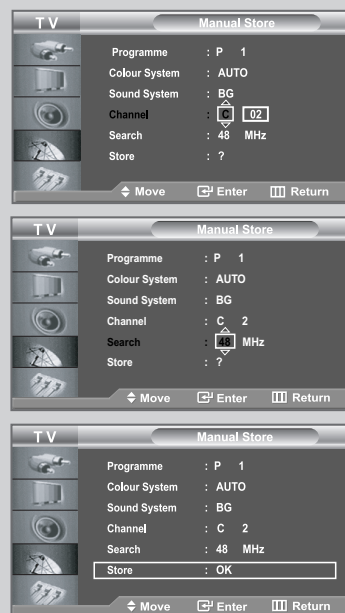 TV Manual Store
Programme : P 1
Colour System : AUTO
Sound System : BG
Channel : C 02
Search : 48 MHz
Store : ?
Move Enter Return
TV Manual Store
Programme : P 1
Colour System : AUTO
Sound System : BG
Channel : C 2
Search : 48 MHz
Store : ?
Move Enter Return
TV Manual Store
Programme : P 1
Colour System : AUTO
Sound System : BG
Channel : C 2
Search : 48 MHz
Store : OK
Move Enter Return